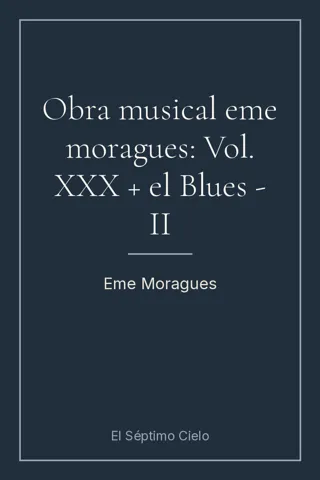 Obra musical eme
moragues: Vol.
XXX + el Blues -
II
Eme Moragues
El Séptimo Cielo